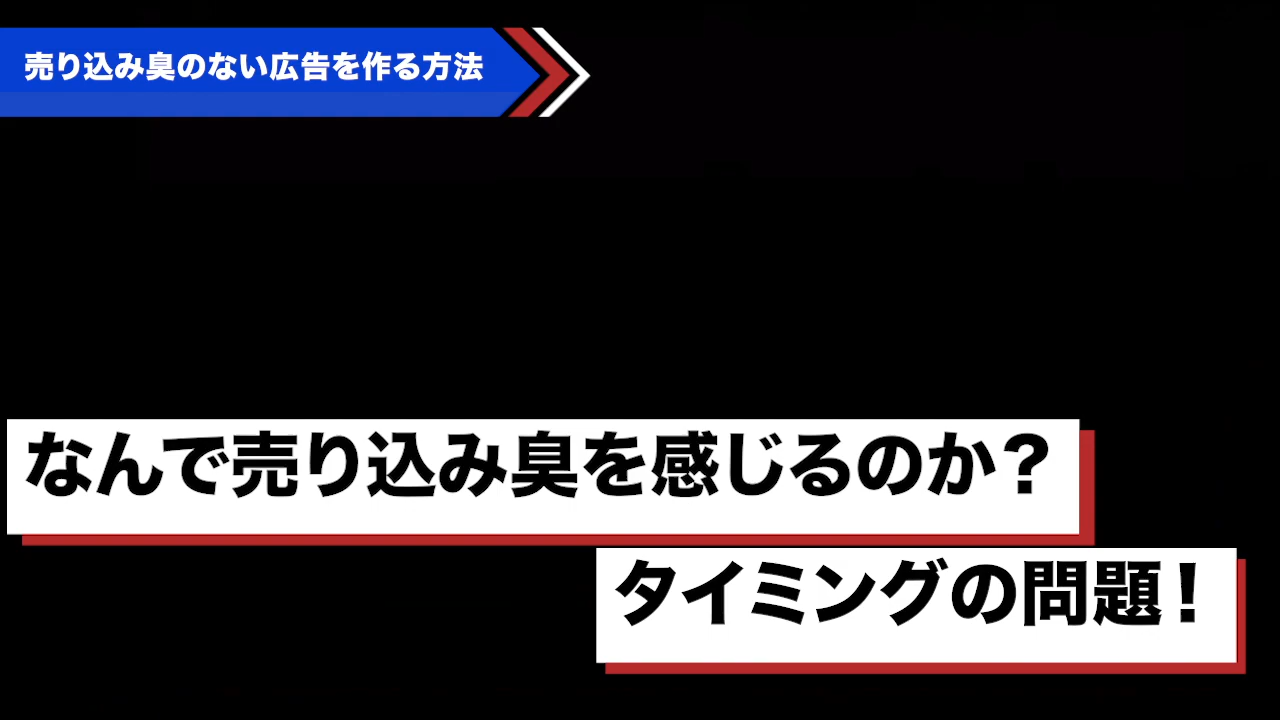 売り込み臭のない広告を作る方法
なんで売り込み臭を感じるのか？
タイミングの問題！